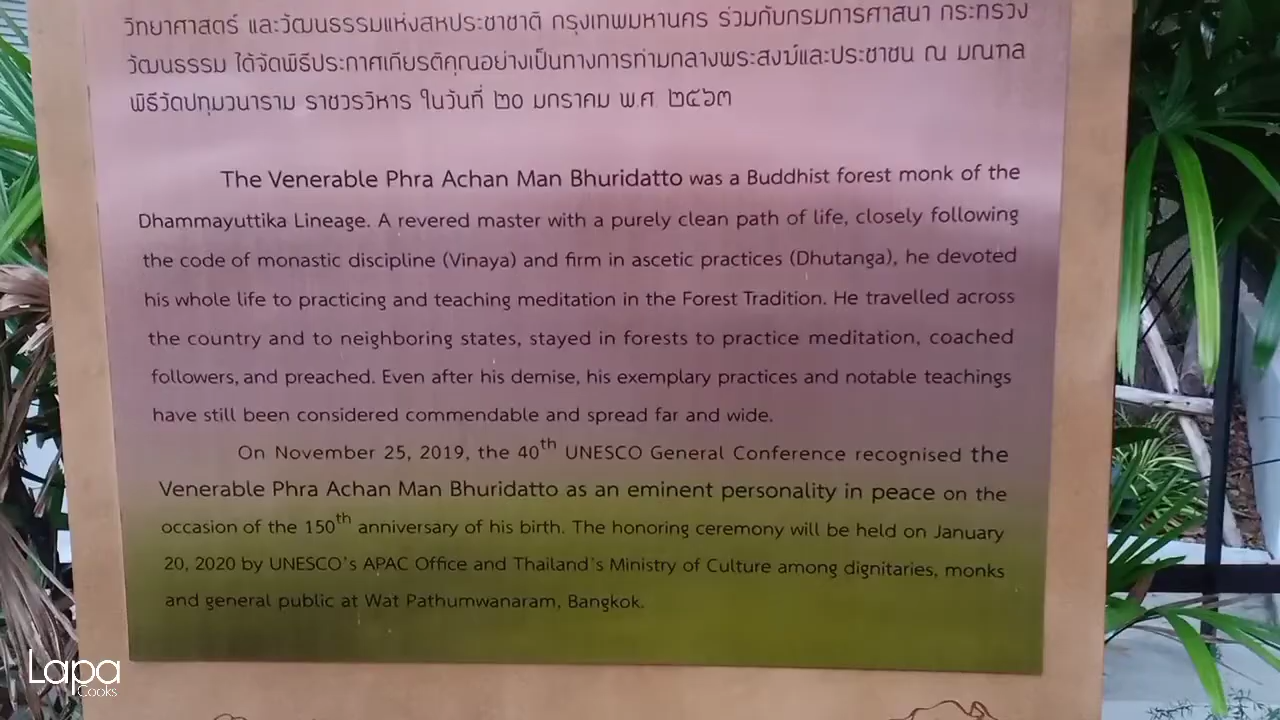 วิทยาศาสตร์ และวัฒนธรรมแห่งสหประชาชาติ กรุงเทพมหานคร ร่วมกับกรมการศาสนา กระทรวง
วัฒนธรรม ได้จัดพิธีประกาศเกียรติคุณอย่างเป็นทางการท่ามกลางพระสงฆ์และประชาชน ณ มณฑล
พิธีวัดปทุมวนาราม ราชวรวิหาร ในวันที่ ๒๐ มกราคม พ.ศ. ๒๕๖๓
The Venerable Phra Achan Man Bhuridatto was a Buddhist forest monk of the
Dhammayuttika Lineage. A revered master with a purely clean path of life, closely following
the code of monastic discipline (Vinaya) and firm in ascetic practices (Dhutanga), he devoted
his whole life to practicing and teaching meditation in the Forest Tradition. He travelled across
the country and to neighboring states, stayed in forests to practice meditation, coached
followers, and preached. Even after his demise, his exemplary practices and notable teachings
have still been considered commendable and spread far and wide.
On November 25, 2019, the 40th UNESCO General Conference recognised the
Venerable Phra Achan Man Bhuridatto as an eminent personality in peace on the
occasion of the 150th anniversary of his birth. The honoring ceremony will be held on January
20, 2020 by UNESCO's APAC Office and Thailand's Ministry of Culture among dignitaries, monks
and general public at Wat Pathumwanaram, Bangkok.
Lapa
Cooks